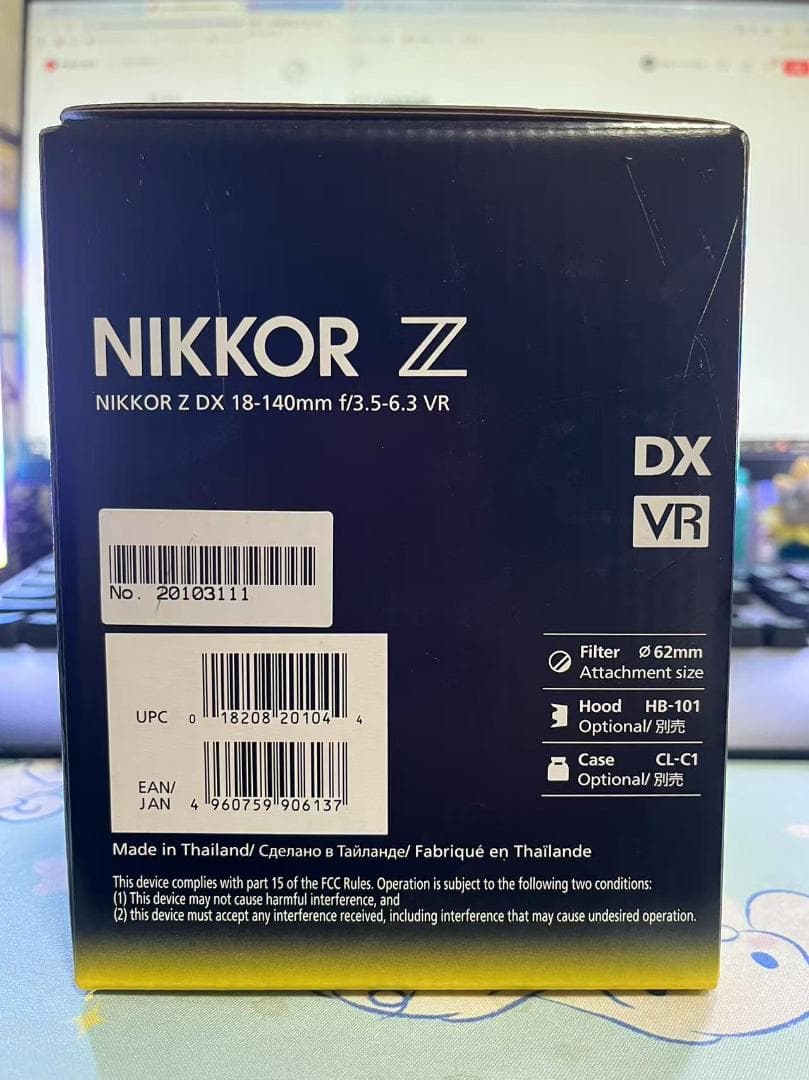 NIKKOR Z
NIKKOR Z DX 18-140mm f/3.5-6.3 VR
DX
VR
No. 20103111
UPC 0 18208 20104 4
EAN/
JAN 4 960759 906137
Filter Ø62mm
Attachment size
Hood HB-101
Optional/ 別売
Case CL-C1
Optional/ 別売
Made in Thailand/ Сделано в Тайланде/ Fabriqué en Thaïlande
This device complies with part 15 of the FCC Rules. Operation is subject to the following two conditions:
(1) This device may not cause harmful interference, and
(2) this device must accept any interference received, including interference that may cause undesired operation.